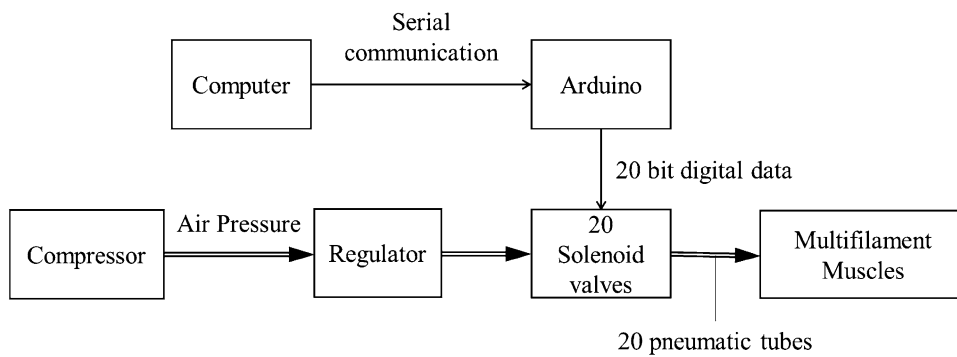 Serial
communication
Computer
Arduino
20 bit digital data
Air Pressure
Compressor
Regulator
20
Solenoid
valves
Multifilament
Muscles
20 pneumatic tubes